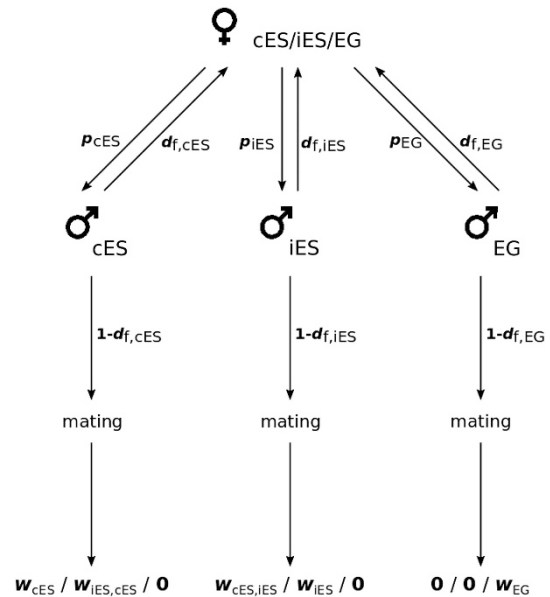 ♀ cES/iES/EG
pcES df,cES piES df,iES pEG df,EG
♂ cES ♂ iES ♂ EG
1-df,cES 1-df,iES 1-df,EG
mating mating mating
wcES / wiES,cES / 0 wcES,iES / wiES / 0 0 / 0 / wEG